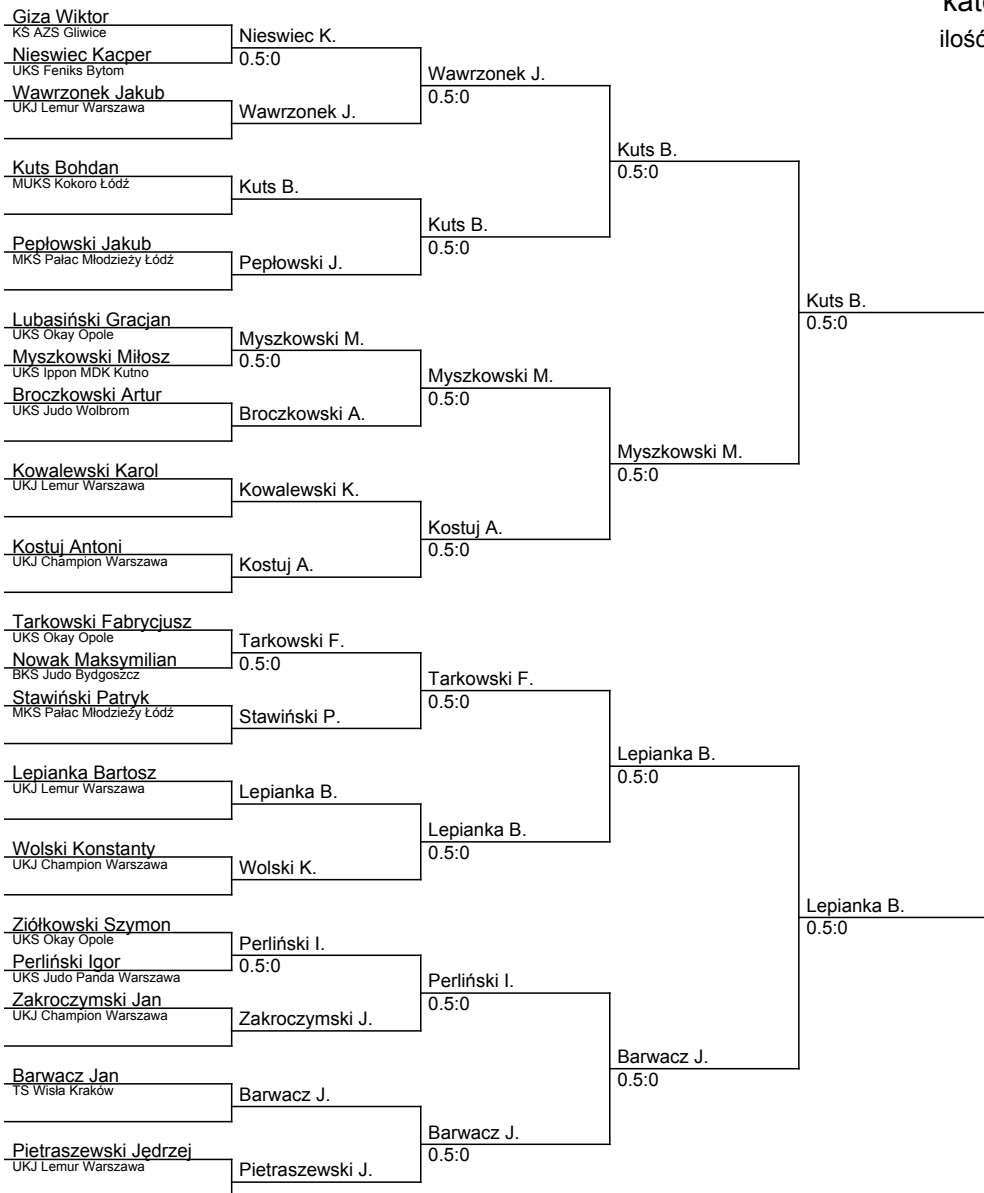 kat
ilość
Giza Wiktor
KS AZS Gliwice
Nieswiec Kacper
UKS Feniks Bytom
Wawrzonek Jakub
UKJ Lemur Warszawa
Kuts Bohdan
MUKS Kokoro Łódź
Pepłowski Jakub
MKS Pałac Młodzieży Łódź
Lubasiński Gracjan
UKS Okay Opole
Myszkowski Miłosz
UKS Ippon MDK Kutno
Broczkowski Artur
UKS Judo Wolbrom
Kowalewski Karol
UKJ Lemur Warszawa
Kostuj Antoni
UKJ Champion Warszawa
Tarkowski Fabrycjusz
UKS Okay Opole
Nowak Maksymilian
BKS Judo Bydgoszcz
Stawiński Patryk
MKS Pałac Młodzieży Łódź
Lepianka Bartosz
UKJ Lemur Warszawa
Wolski Konstanty
UKJ Champion Warszawa
Ziółkowski Szymon
UKS Okay Opole
Perliński Igor
UKS Judo Panda Warszawa
Zakroczymski Jan
UKJ Champion Warszawa
Barwacz Jan
TS Wisła Kraków
Pietraszewski Jędrzej
UKJ Lemur Warszawa
Nieswiec K.
0.5:0
Wawrzonek J.
Kuts B.
Pepłowski J.
Myszkowski M.
0.5:0
Broczkowski A.
Kowalewski K.
Kostuj A.
Tarkowski F.
0.5:0
Stawiński P.
Lepianka B.
Wolski K.
Perliński I.
0.5:0
Zakroczymski J.
Barwacz J.
Pietraszewski J.
Wawrzonek J.
0.5:0
Kuts B.
0.5:0
Myszkowski M.
0.5:0
Kostuj A.
0.5:0
Tarkowski F.
0.5:0
Lepianka B.
0.5:0
Perliński I.
0.5:0
Barwacz J.
0.5:0
Kuts B.
0.5:0
Myszkowski M.
0.5:0
Lepianka B.
0.5:0
Barwacz J.
0.5:0
Kuts B.
0.5:0
Lepianka B.
0.5:0